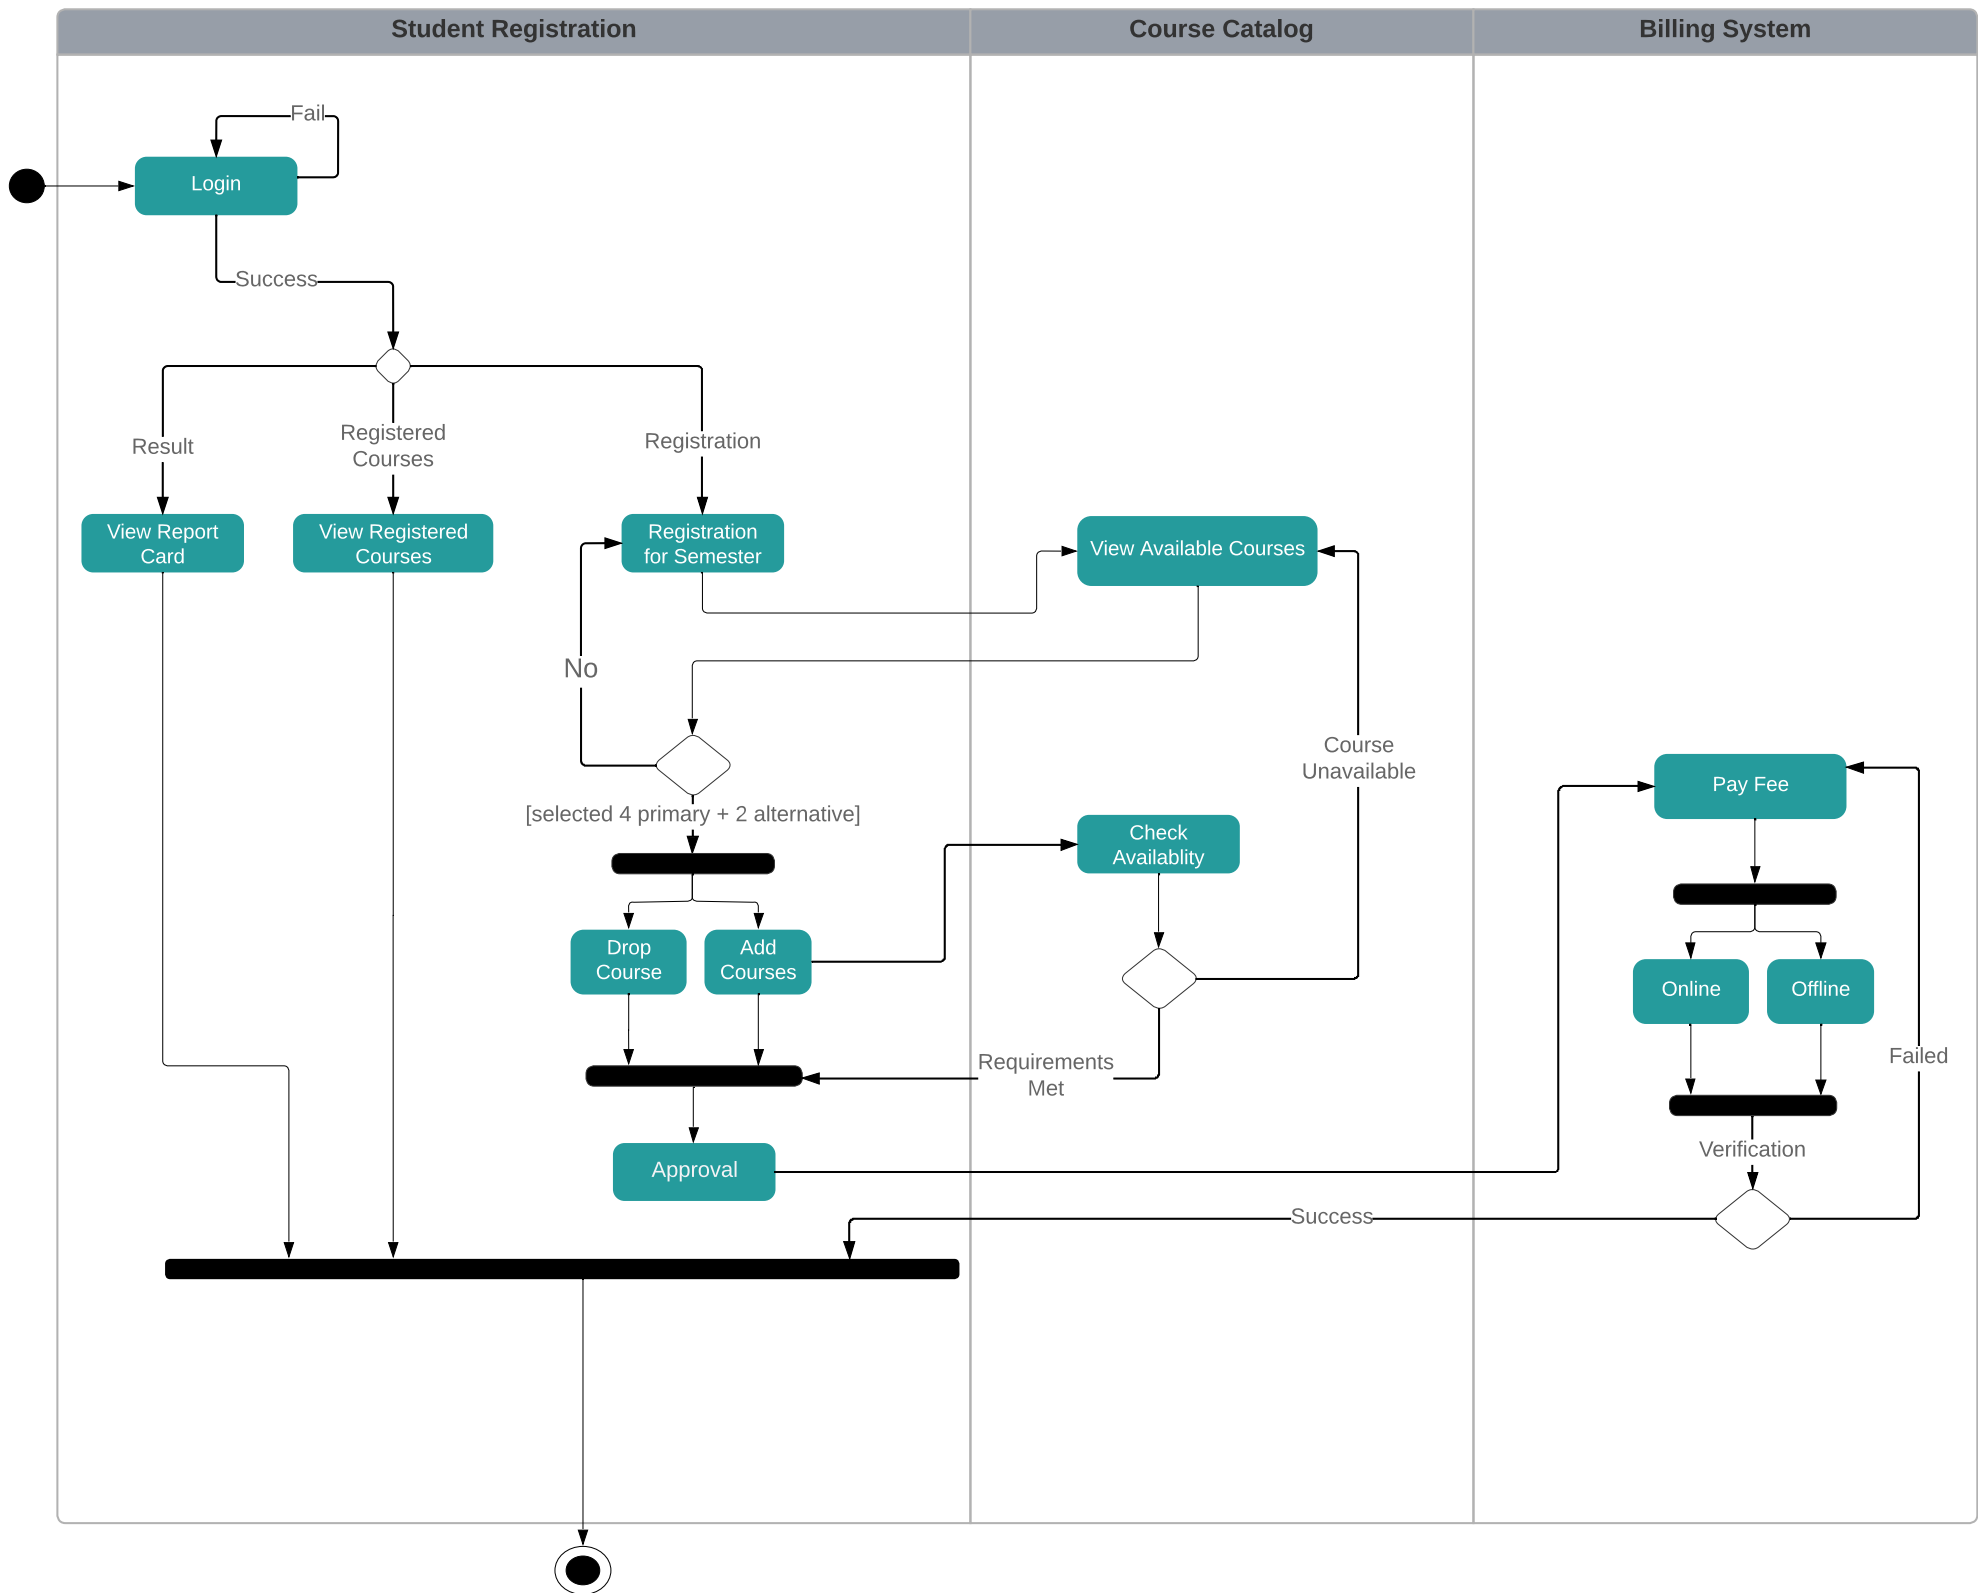 Student Registration
Course Catalog
Billing System
Fail
Login
Success
Result
Registered
Courses
Registration
View Report
Card
View Registered
Courses
Registration
for Semester
View Available Courses
No
Course
Unavailable
Pay Fee
[selected 4 primary + 2 alternative]
Check
Availablity
Drop
Course
Add
Courses
Online
Offline
Requirements
Met
Failed
Verification
Approval
Success